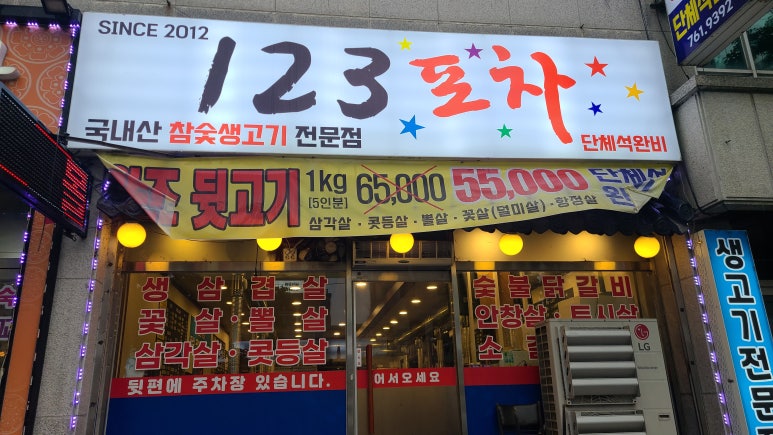 SINCE 2012
123 포차
국내산 참숯생고기 전문점
단체석완비
761.9392
뒷고기 1kg [5인분] 65,000 55,000 단체석
삼각살 · 콧등살 · 뽈살 · 꽃살(덜미살) · 항정살
생삼겹살
꽃살 · 뽈살
삼각살 · 콧등살
뒷편에 주차장 있습니다.
어서오세요
숯불닭갈비
안창살 · 토시살
소
LG
생고기전문